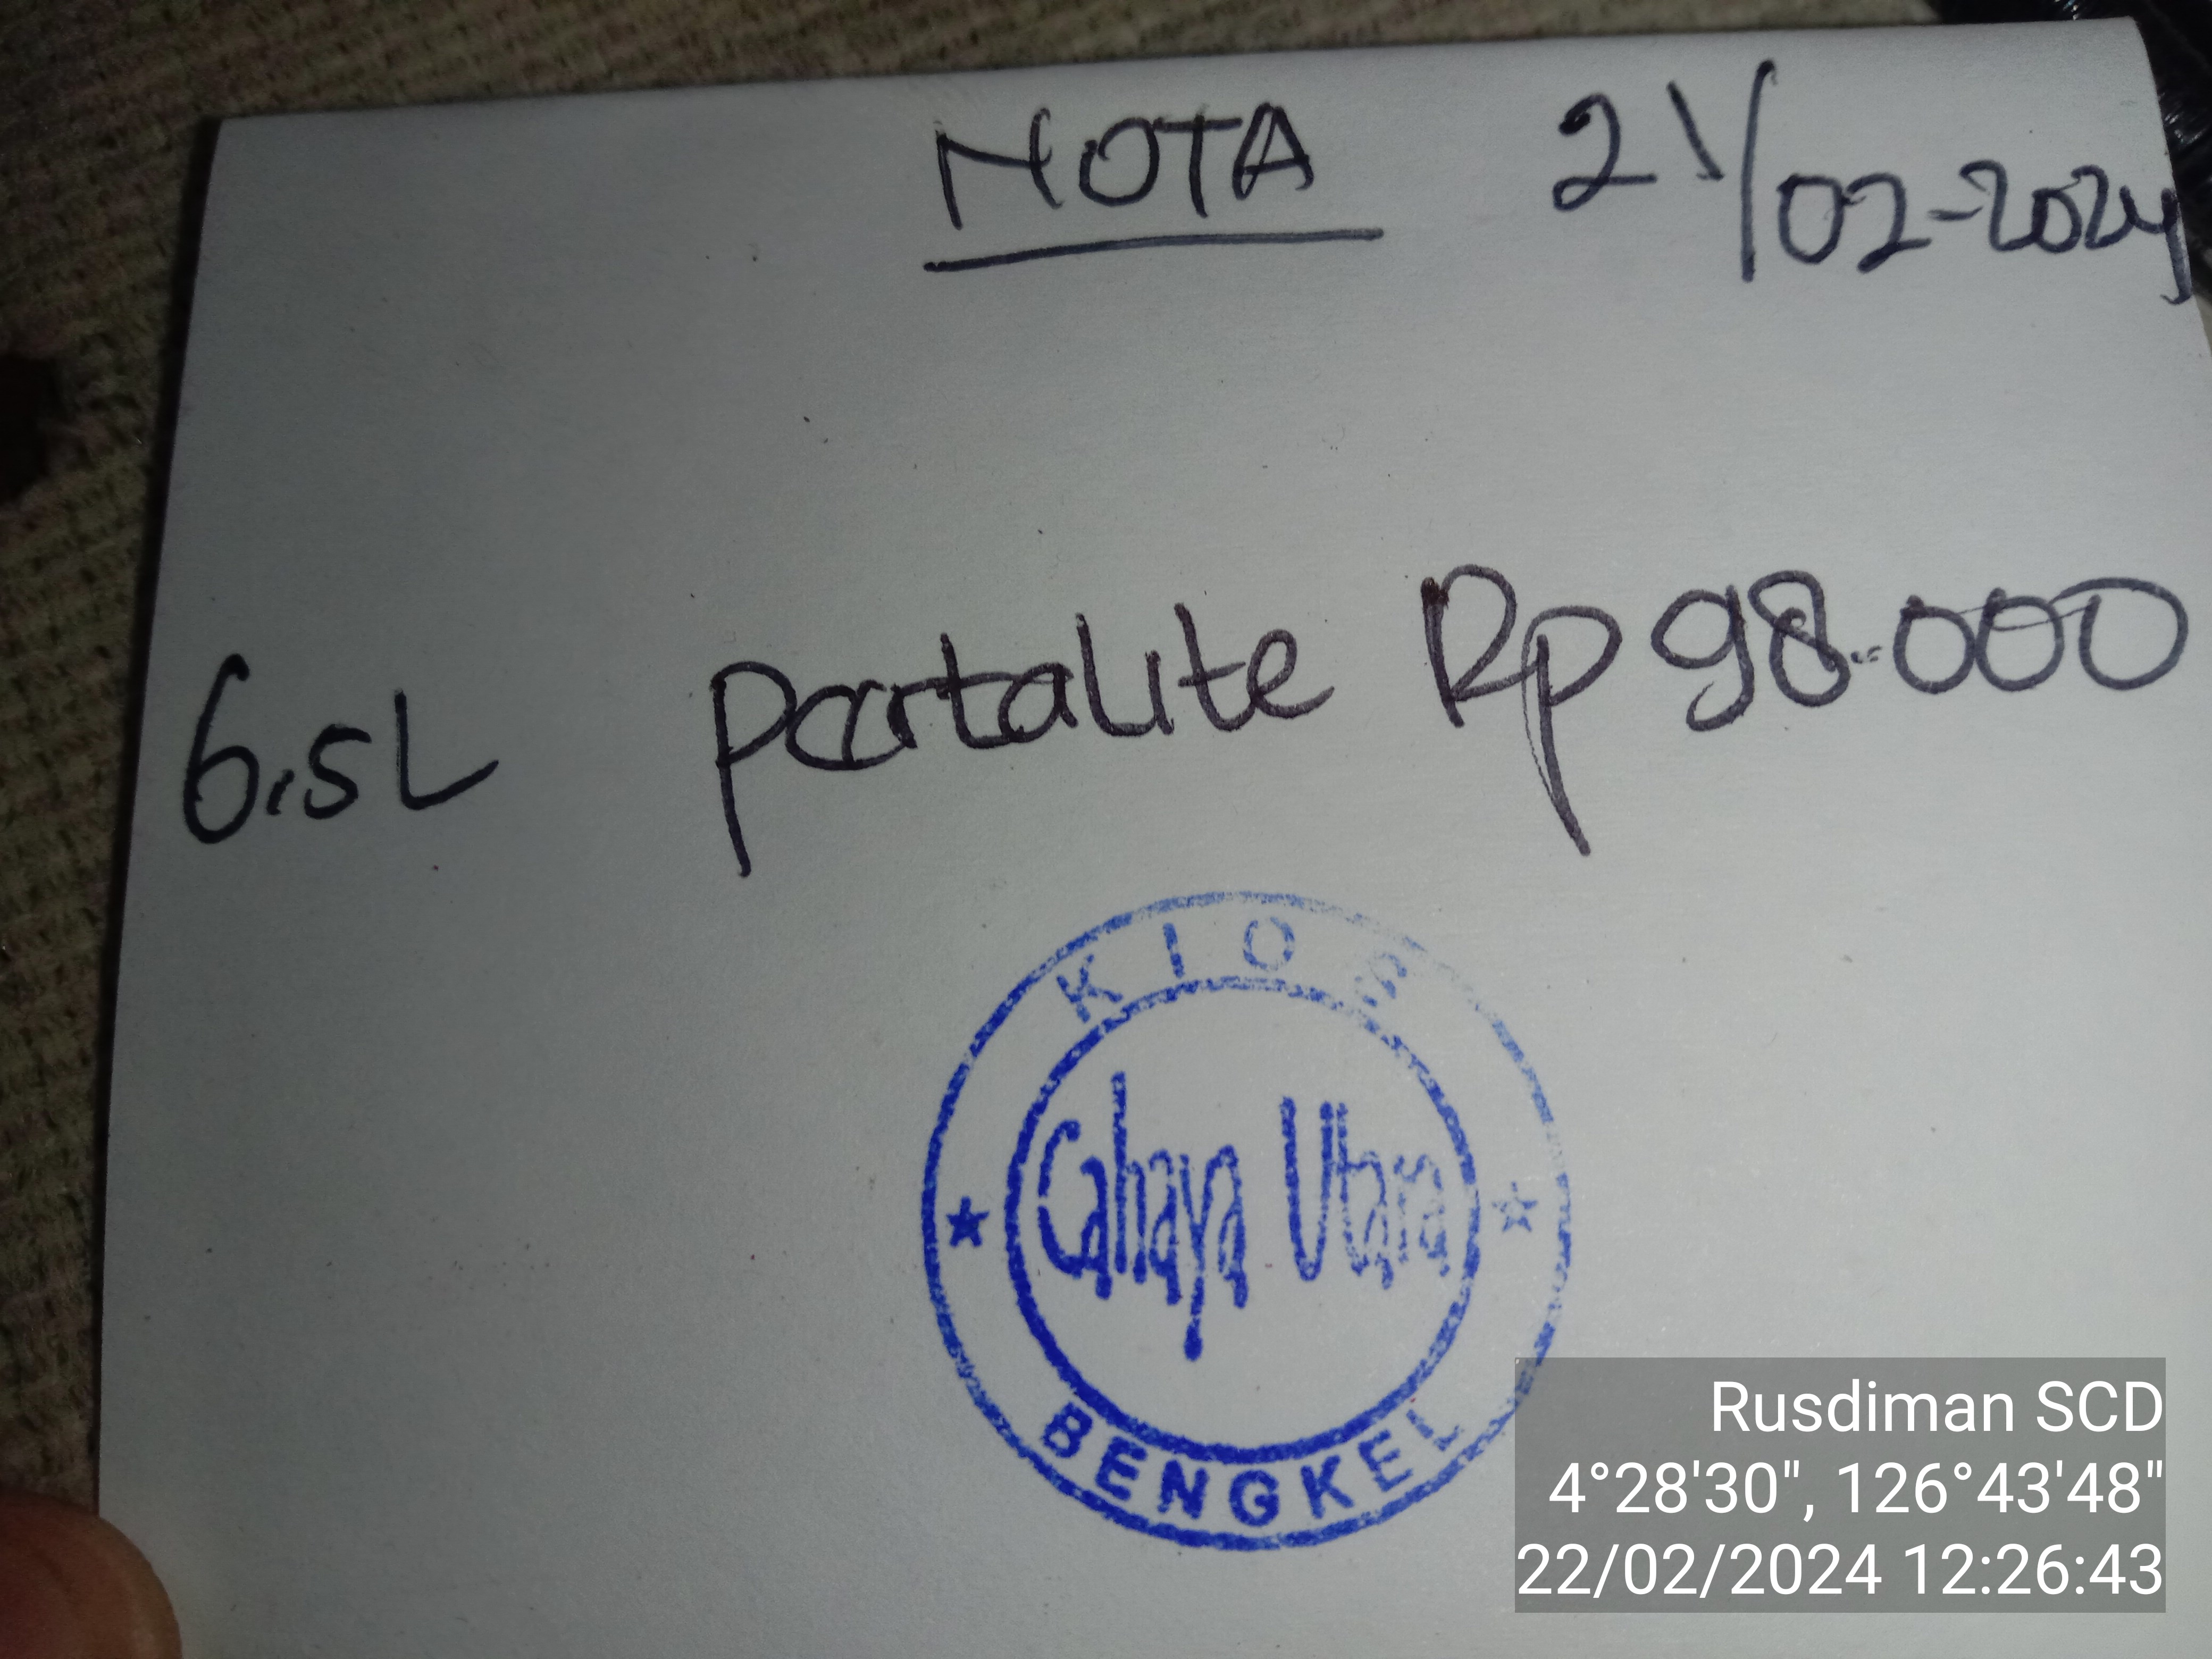 NOTA 21/02-2024
6.5L partalite Rp 98.000
KIOS
Cahaya Utara
BENGKEL
Rusdiman SCD
4°28'30", 126°43'48"
22/02/2024 12:26:43